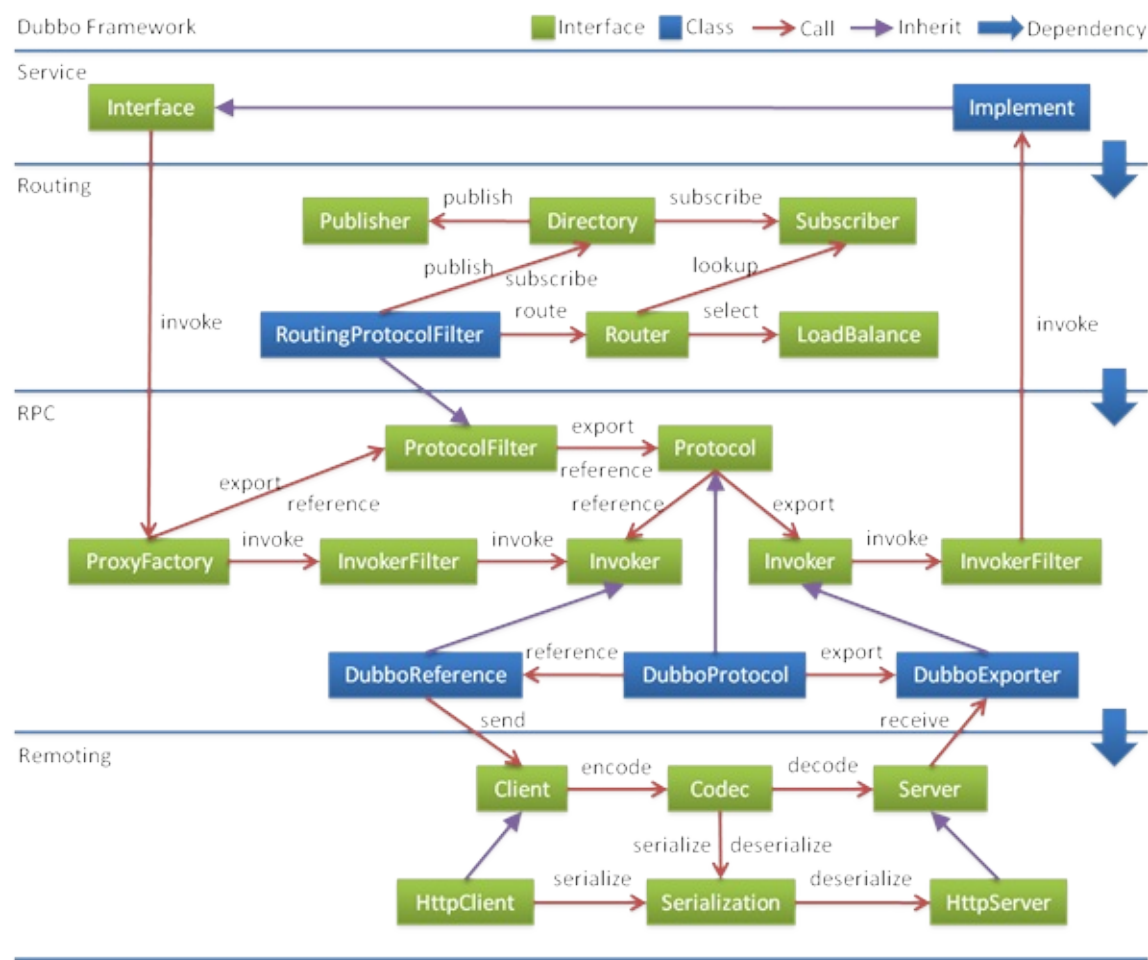 Dubbo Framework
Interface
Class
Call
Inherit
Dependency
Service
Interface
Implement
Routing
publish
subscribe
Publisher
Directory
Subscriber
publish
subscribe
lookup
invoke
route
select
invoke
RoutingProtocolFilter
Router
LoadBalance
RPC
export
ProtocolFilter
Protocol
reference
export
reference
reference
export
invoke
invoke
invoke
ProxyFactory
InvokerFilter
Invoker
Invoker
InvokerFilter
reference
export
DubboReference
DubboProtocol
DubboExporter
send
receive
Remoting
encode
decode
Client
Codec
Server
serialize
deserialize
serialize
deserialize
HttpClient
Serialization
HttpServer